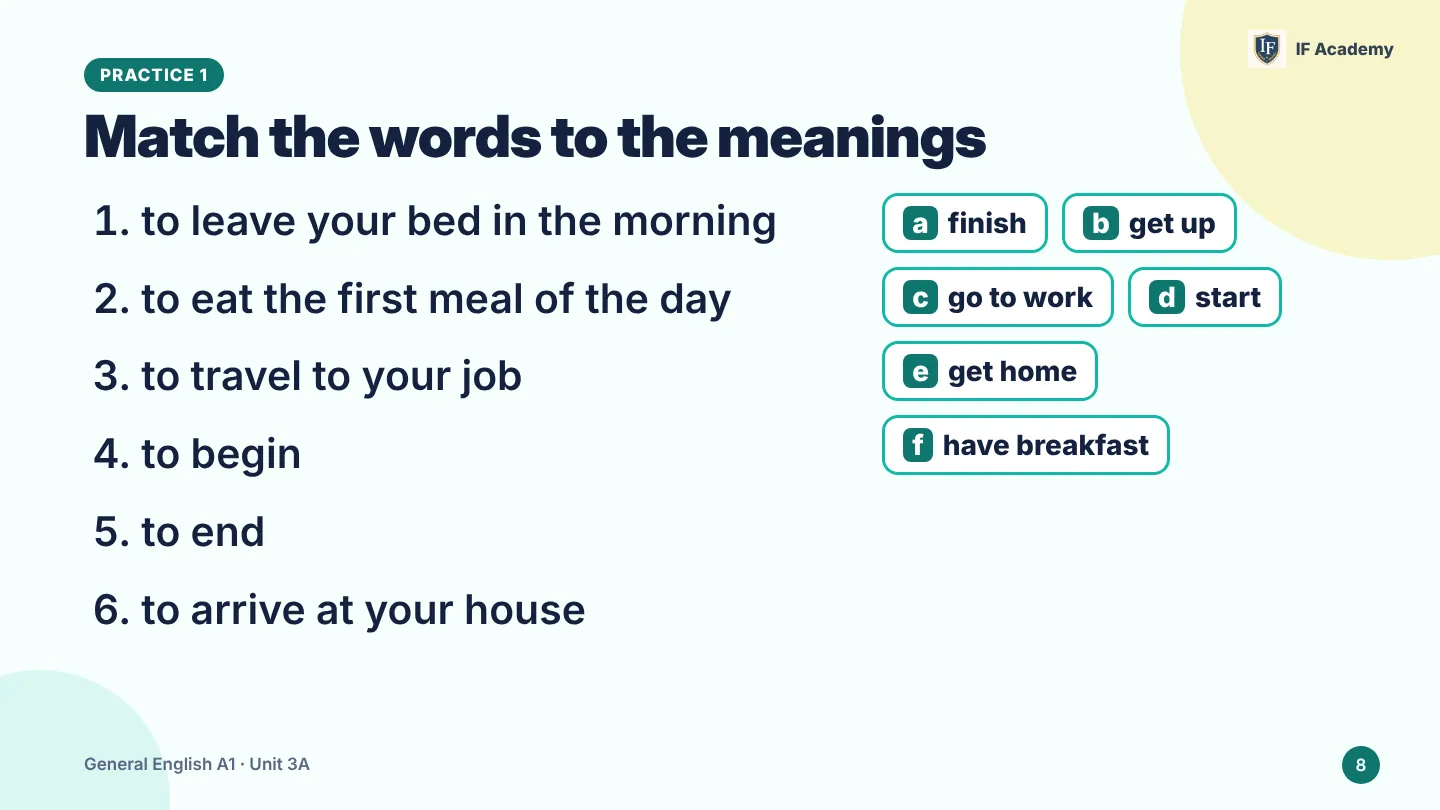 IF Academy
PRACTICE 1
Match the words to the meanings
1. to leave your bed in the morning
2. to eat the first meal of the day
3. to travel to your job
4. to begin
5. to end
6. to arrive at your house
a finish
b get up
c go to work
d start
e get home
f have breakfast
General English A1 · Unit 3A
8